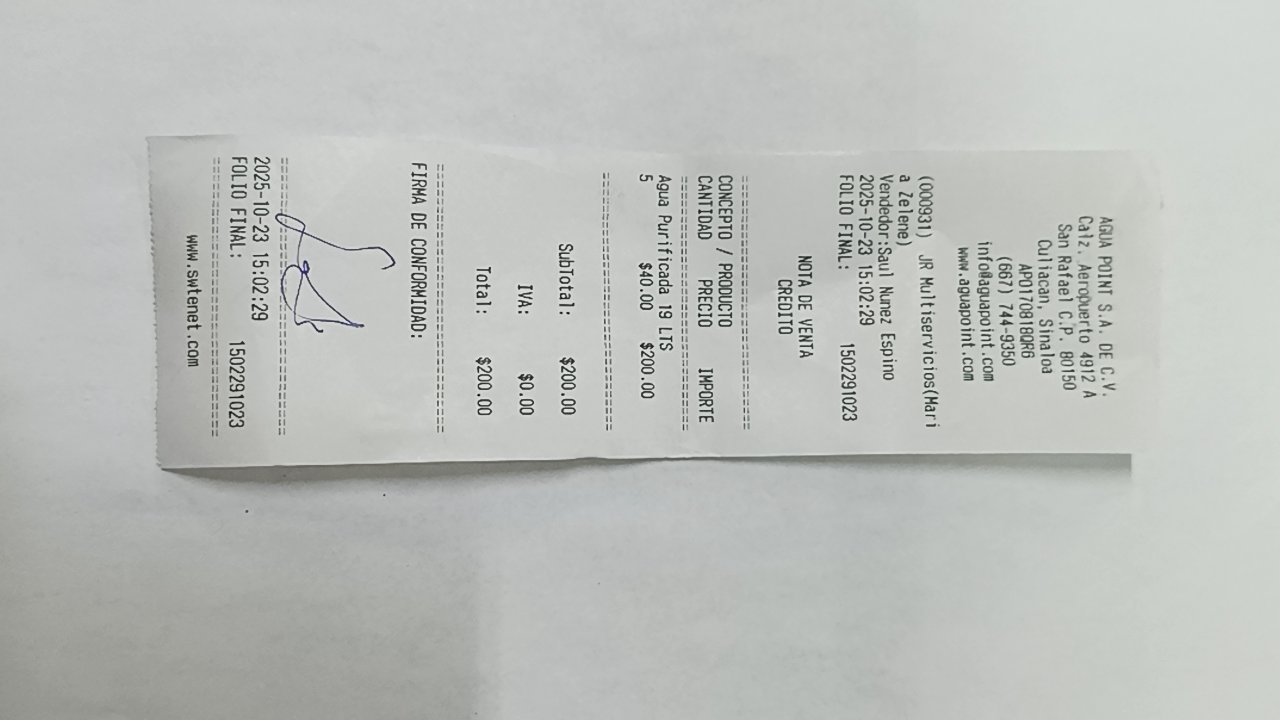 AGUA POINT S.A. DE C.V.
Calz. Aeropuerto 4912 A
San Rafael C.P. 80150
Culiacan, Sinaloa
APO170818QR6
(667) 744-9350
info@aguapoint.com
www.aguapoint.com
(000931) JR Multiservicios(Mari
a Zelene)
Vendedor:Saul Nunez Espino
2025-10-23 15:02:29
FOLIO FINAL: 1502291023
NOTA DE VENTA
CREDITO
CONCEPTO / PRODUCTO
CANTIDAD PRECIO IMPORTE
Agua Purificada 19 LTS
5 $40.00 $200.00
SubTotal: $200.00
IVA: $0.00
Total: $200.00
FIRMA DE CONFORMIDAD:
2025-10-23 15:02:29
FOLIO FINAL: 1502291023
www.swtenet.com